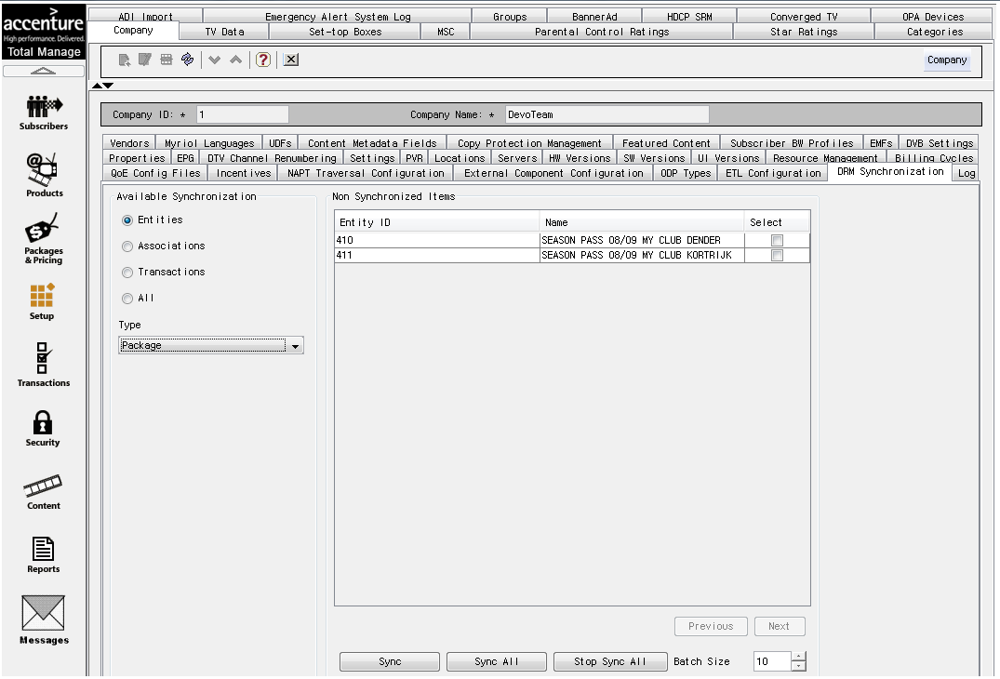 >
accenture
High performance. Delivered.
Total Manage
Subscribers
Products
Packages
& Pricing
Setup
Transactions
Security
Content
Reports
Messages
ADI Import Emergency Alert System Log Groups BannerAd HDCP SRM Converged TV OPA Devices
Company TV Data Set-top Boxes MSC Parental Control Ratings Star Ratings Categories
? X Company
Company ID: * 1 Company Name: * DevoTeam
Vendors Myriol Languages UDFs Content Metadata Fields Copy Protection Management Featured Content Subscriber BW Profiles EMFs DVB Settings
Properties EPG DTV Channel Renumbering Settings PVR Locations Servers HW Versions SW Versions UI Versions Resource Management Billing Cycles
QoE Config Files Incentives NAPT Traversal Configuration External Component Configuration ODP Types ETL Configuration DRM Synchronization Log
Available Synchronization
Entities
Associations
Transactions
All
Type
Package
Non Synchronized Items
Entity ID Name Select
410 SEASON PASS 08/09 MY CLUB DENDER
411 SEASON PASS 08/09 MY CLUB KORTRIJK
Previous Next
Sync Sync All Stop Sync All Batch Size 10